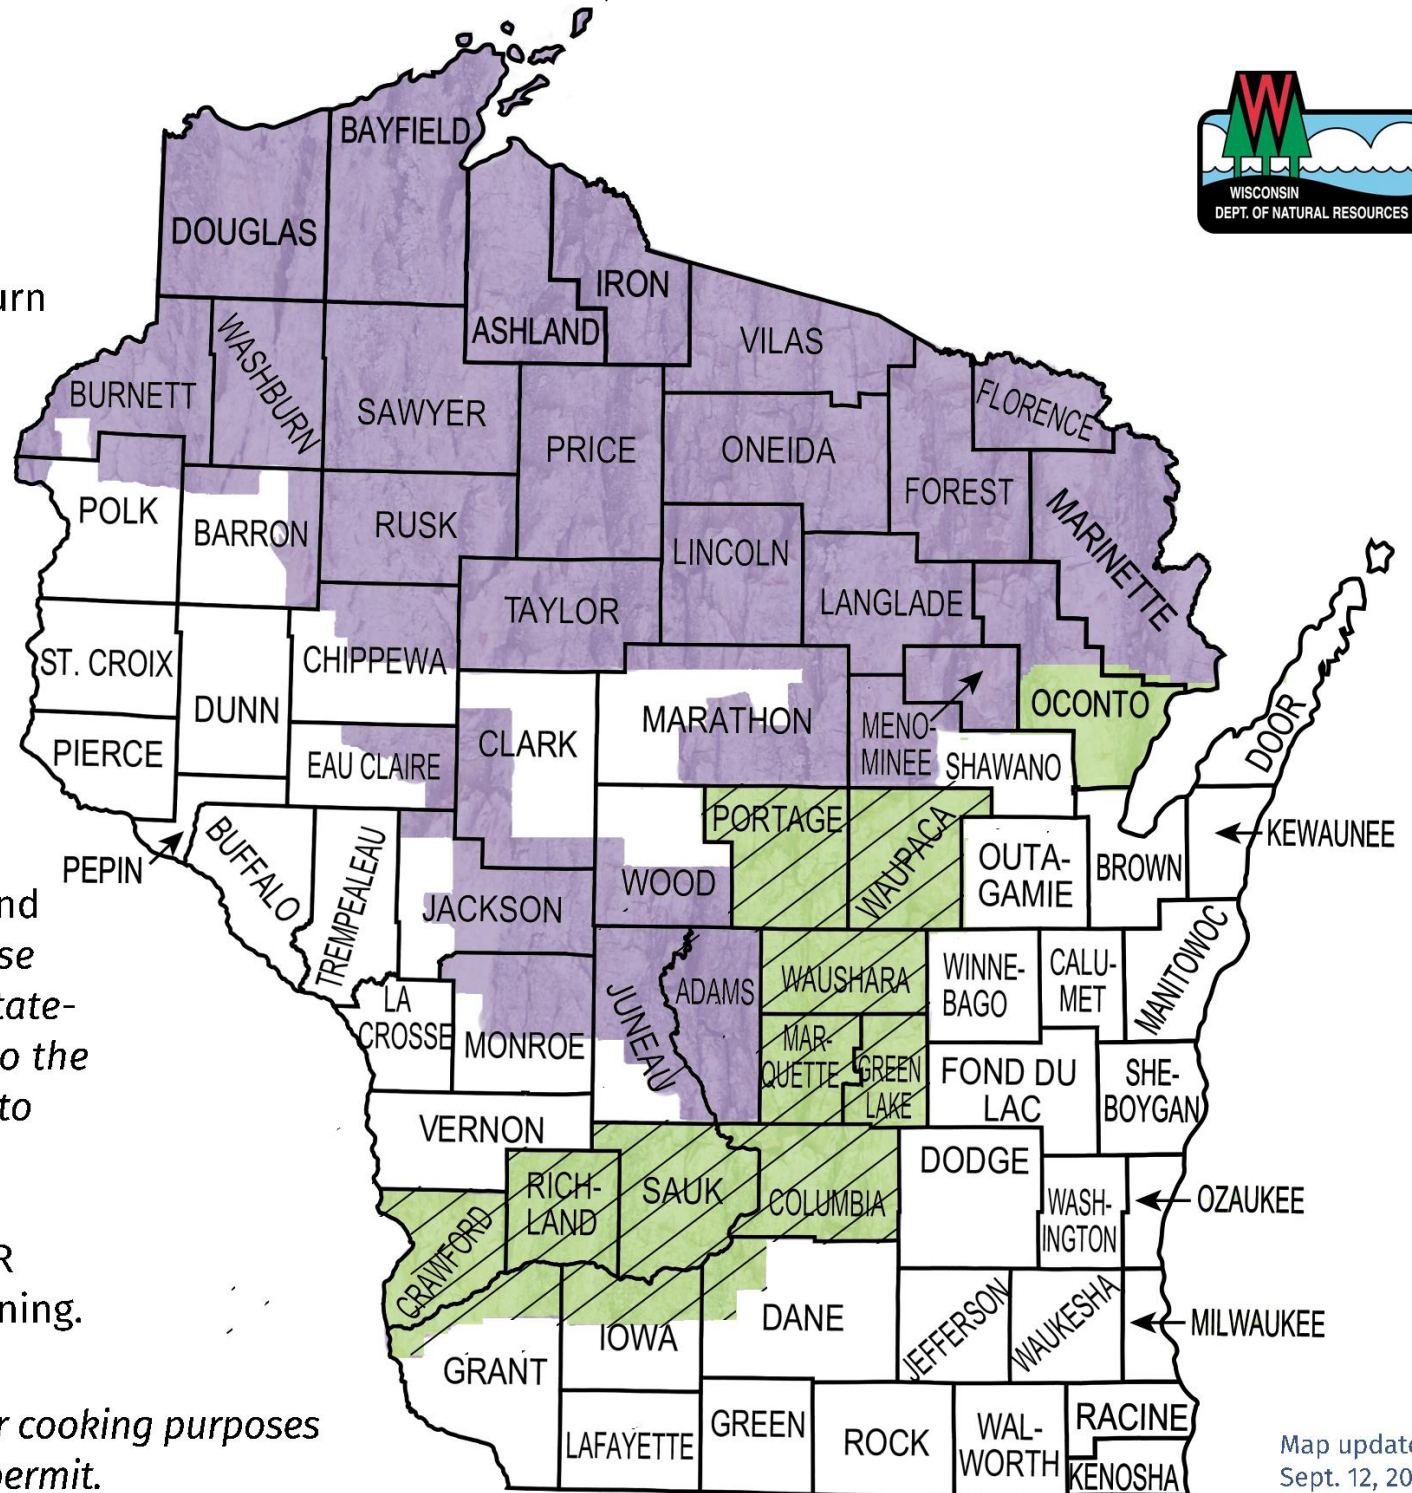 WISCONSIN
DEPT. OF NATURAL RESOURCES
BAYFIELD
DOUGLAS
IRON
ASHLAND
VILAS
urn
WASHBURN
BURNETT
SAWYER
FLORENCE
PRICE
ONEIDA
FOREST
POLK
BARRON
RUSK
MARINETTE
LINCOLN
TAYLOR
LANGLADE
ST. CROIX
CHIPPEWA
DUNN
OCONTO
MARATHON
MENO-
MINEE
CLARK
PIERCE
EAU CLAIRE
SHAWANO
DOOR
PORTAGE
WAUPACA
KEWAUNEE
PEPIN
BUFFALO
TREMPEALEAU
OUTA-
GAMIE
BROWN
WOOD
JACKSON
nd
se
tate-
o the
to
LA
CROSSE
MONROE
JUNEAU
ADAMS
WAUSHARA
WINNE-
BAGO
CALU-
MET
MANITOWOC
MAR-
QUETTE
GREEN
LAKE
FOND DU
LAC
SHE-
BOYGAN
VERNON
DODGE
RICH-
LAND
SAUK
COLUMBIA
WASH-
INGTON
OZAUKEE
CRAWFORD
R
ning.
DANE
IOWA
JEFFERSON
WAUKESHA
MILWAUKEE
GRANT
r cooking purposes
permit.
LAFAYETTE
GREEN
ROCK
WAL-
WORTH
RACINE
KENOSHA
Map update
Sept. 12, 20